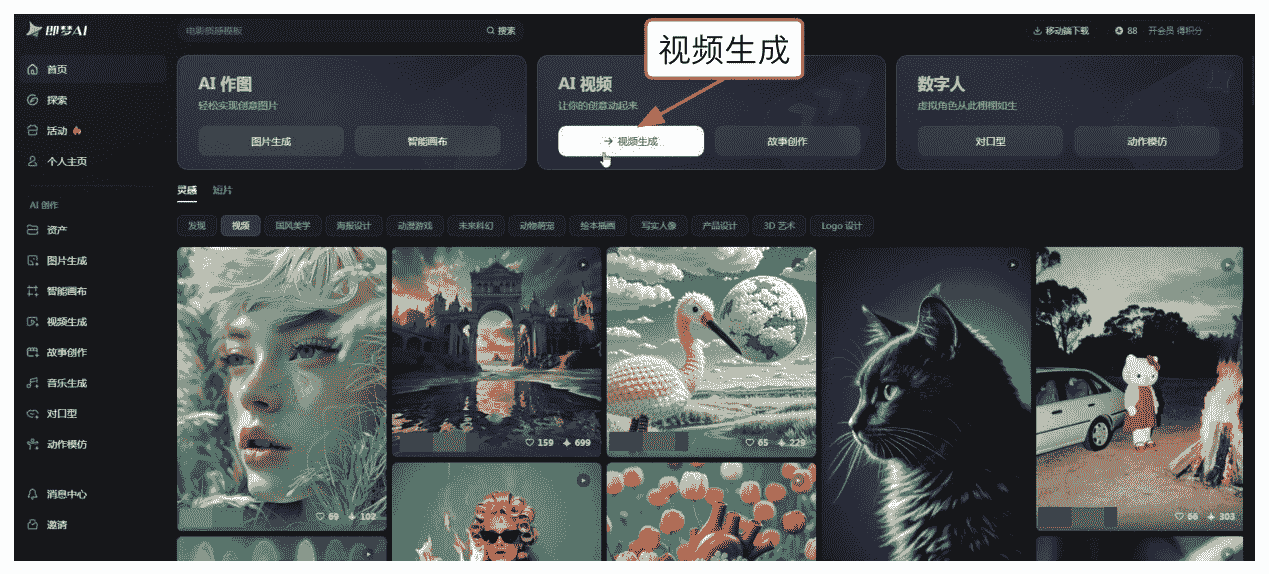 即梦AI
电影质感模板
搜索
移动端下载
88
开会员 得积分
视频生成
首页
探索
活动
个人主页
AI 创作
资产
图片生成
智能画布
视频生成
故事创作
音乐生成
对口型
动作模仿
消息中心
邀请
AI 作图
轻松实现创意图片
图片生成
智能画布
AI 视频
让你的创意动起来
视频生成
故事创作
数字人
虚拟角色从此栩栩如生
对口型
动作模仿
灵感 短片
发现 视频 国风美学 海报设计 动漫游戏 未来科幻 动物萌宠 绘本插画 写实人像 产品设计 3D 艺术 Logo 设计
69 102
159 699
65 229
66 303